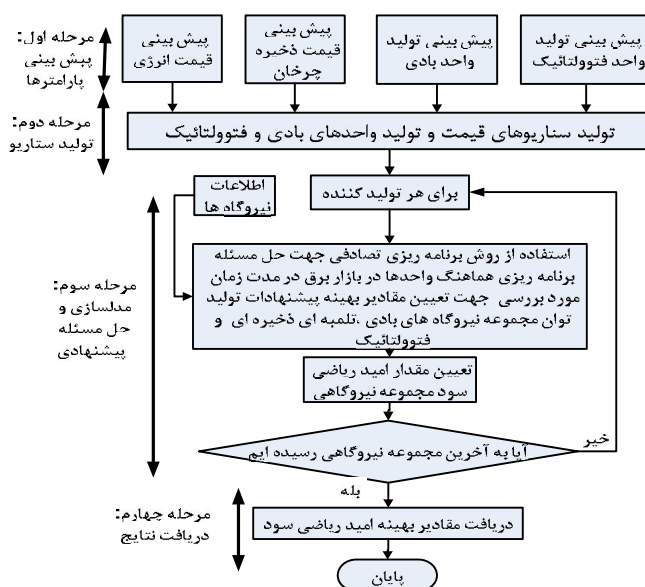 مرحله اول:
پیش بینی
پارامترها
پیش بینی
قیمت انرژی
پیش بینی
قیمت ذخیره
چرخان
پیش بینی تولید
واحد بادی
پیش بینی تولید
واحد فتوولتائیک
مرحله دوم:
تولید سناریو
تولید سناریوهای قیمت و تولید واحدهای بادی و فتوولتائیک
اطلاعات
نیروگاه ها
برای هر تولید کننده
مرحله سوم:
مدلسازی و
حل مسئله
پیشنهادی
استفاده از روش برنامه ریزی تصادفی جهت حل مسئله
برنامه ریزی هماهنگ واحدها در بازار برق در مدت زمان
مورد بررسی جهت تعیین مقادیر بهینه پیشنهادات تولید
توان مجموعه نیروگاه های بادی ،تلمبه ای ذخیره ای و
فتوولتائیک
تعیین مقدار امید ریاضی
سود مجموعه نیروگاهی
آیا به آخرین مجموعه نیروگاهی رسیده ایم
خیر
بله
مرحله چهارم:
دریافت نتایج
دریافت مقادیر بهینه امید ریاضی سود
پایان